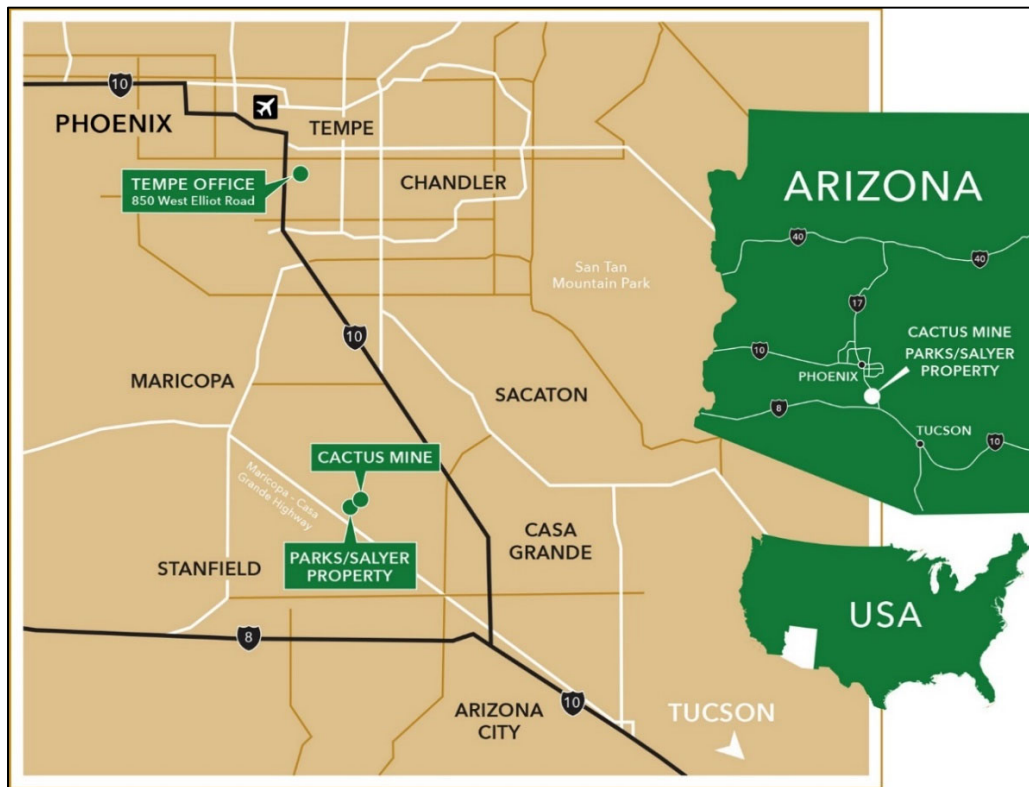 10
PHOENIX
TEMPE
TEMPE OFFICE
850 West Elliot Road
CHANDLER
San Tan
Mountain Park
10
MARICOPA
SACATON
CACTUS MINE
Maricopa - Casa
Grande Highway
PARKS/SALYER
PROPERTY
CASA
GRANDE
STANFIELD
8
ARIZONA
CITY
10
TUCSON
ARIZONA
40
40
17
CACTUS MINE
PARKS/SALYER
PROPERTY
10
PHOENIX
8
TUCSON
10
USA